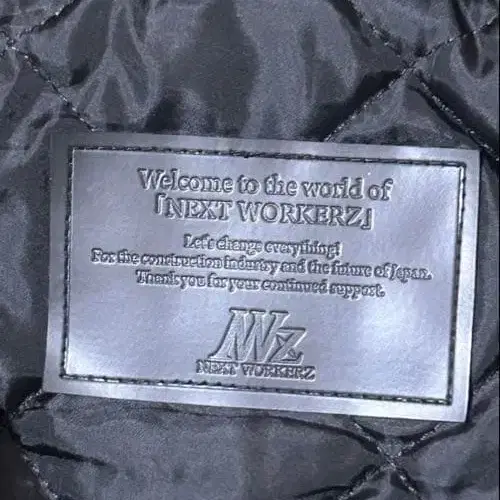 Welcome to the world of
「NEXT WORKERZ」
Let's change everything!
For the construction industry and the future of Japan.
Thank you for your continued support.
NWz
NEXT WORKERZ